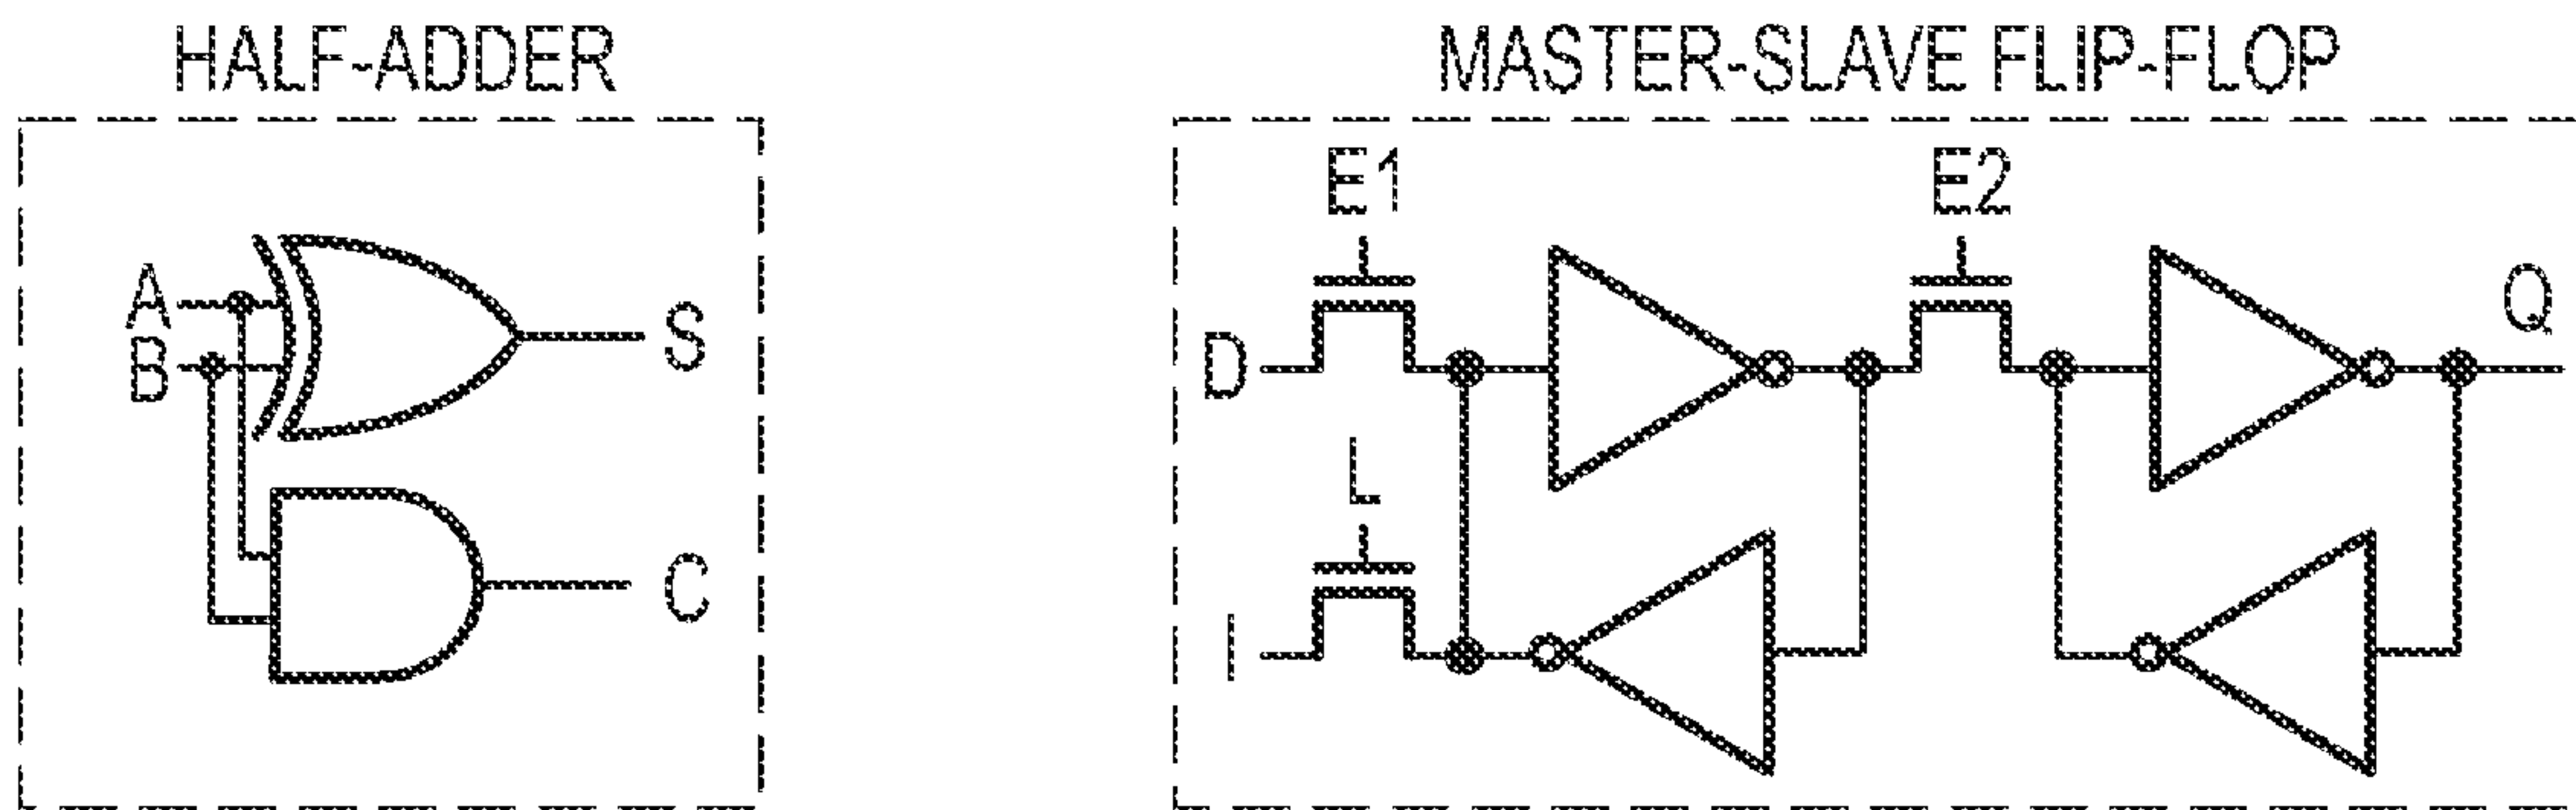 HALF-ADDER
A
B
S
C
MASTER-SLAVE FLIP-FLOP
E1
E2
D
Q
L
I